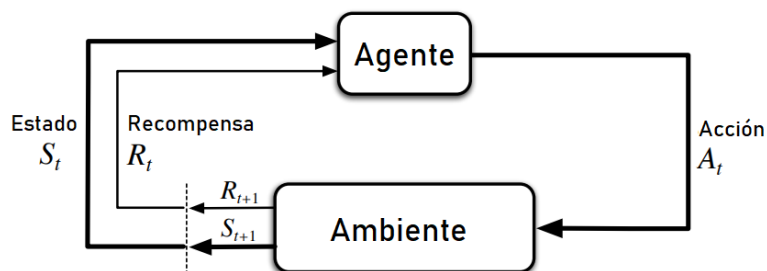 Agente
Estado
S_t
Recompensa
R_t
Acción
A_t
R_{t+1}
S_{t+1}
Ambiente